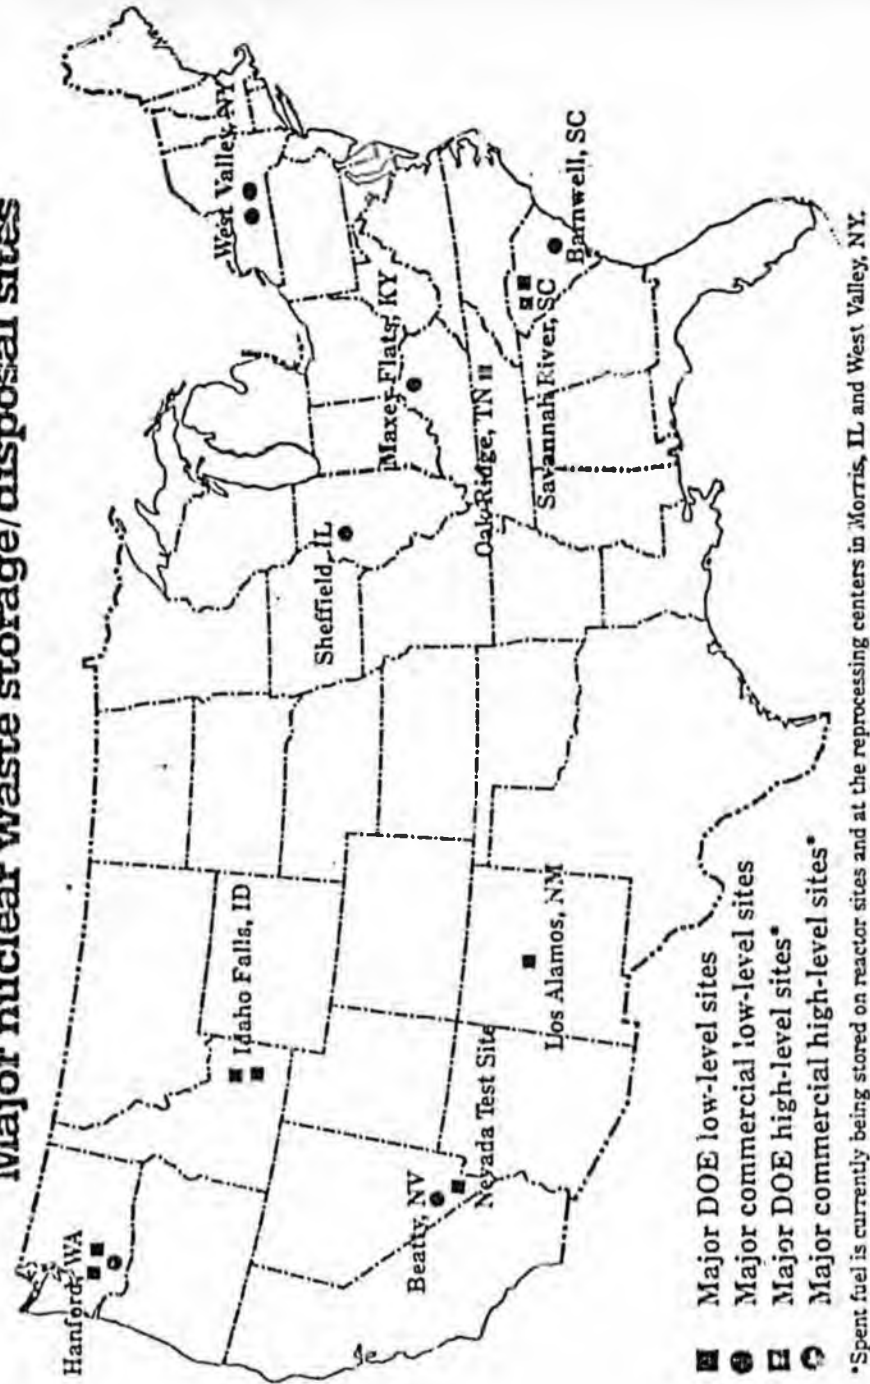 Major nuclear waste storage/disposal sites
Hanford, WA
Idaho Falls, ID
Beatty, NV
Nevada Test Site
Los Alamos, NM
Sheffield, IL
Maxey Flats, KY
West Valley, NY
Oak Ridge, TN
Savannah River, SC
Barnwell, SC
Major DOE low-level sites
Major commercial low-level sites
Major DOE high-level sites*
Major commercial high-level sites*
*Spent fuel is currently being stored on reactor sites and at the reprocessing centers in Morris, IL and West Valley, NY.